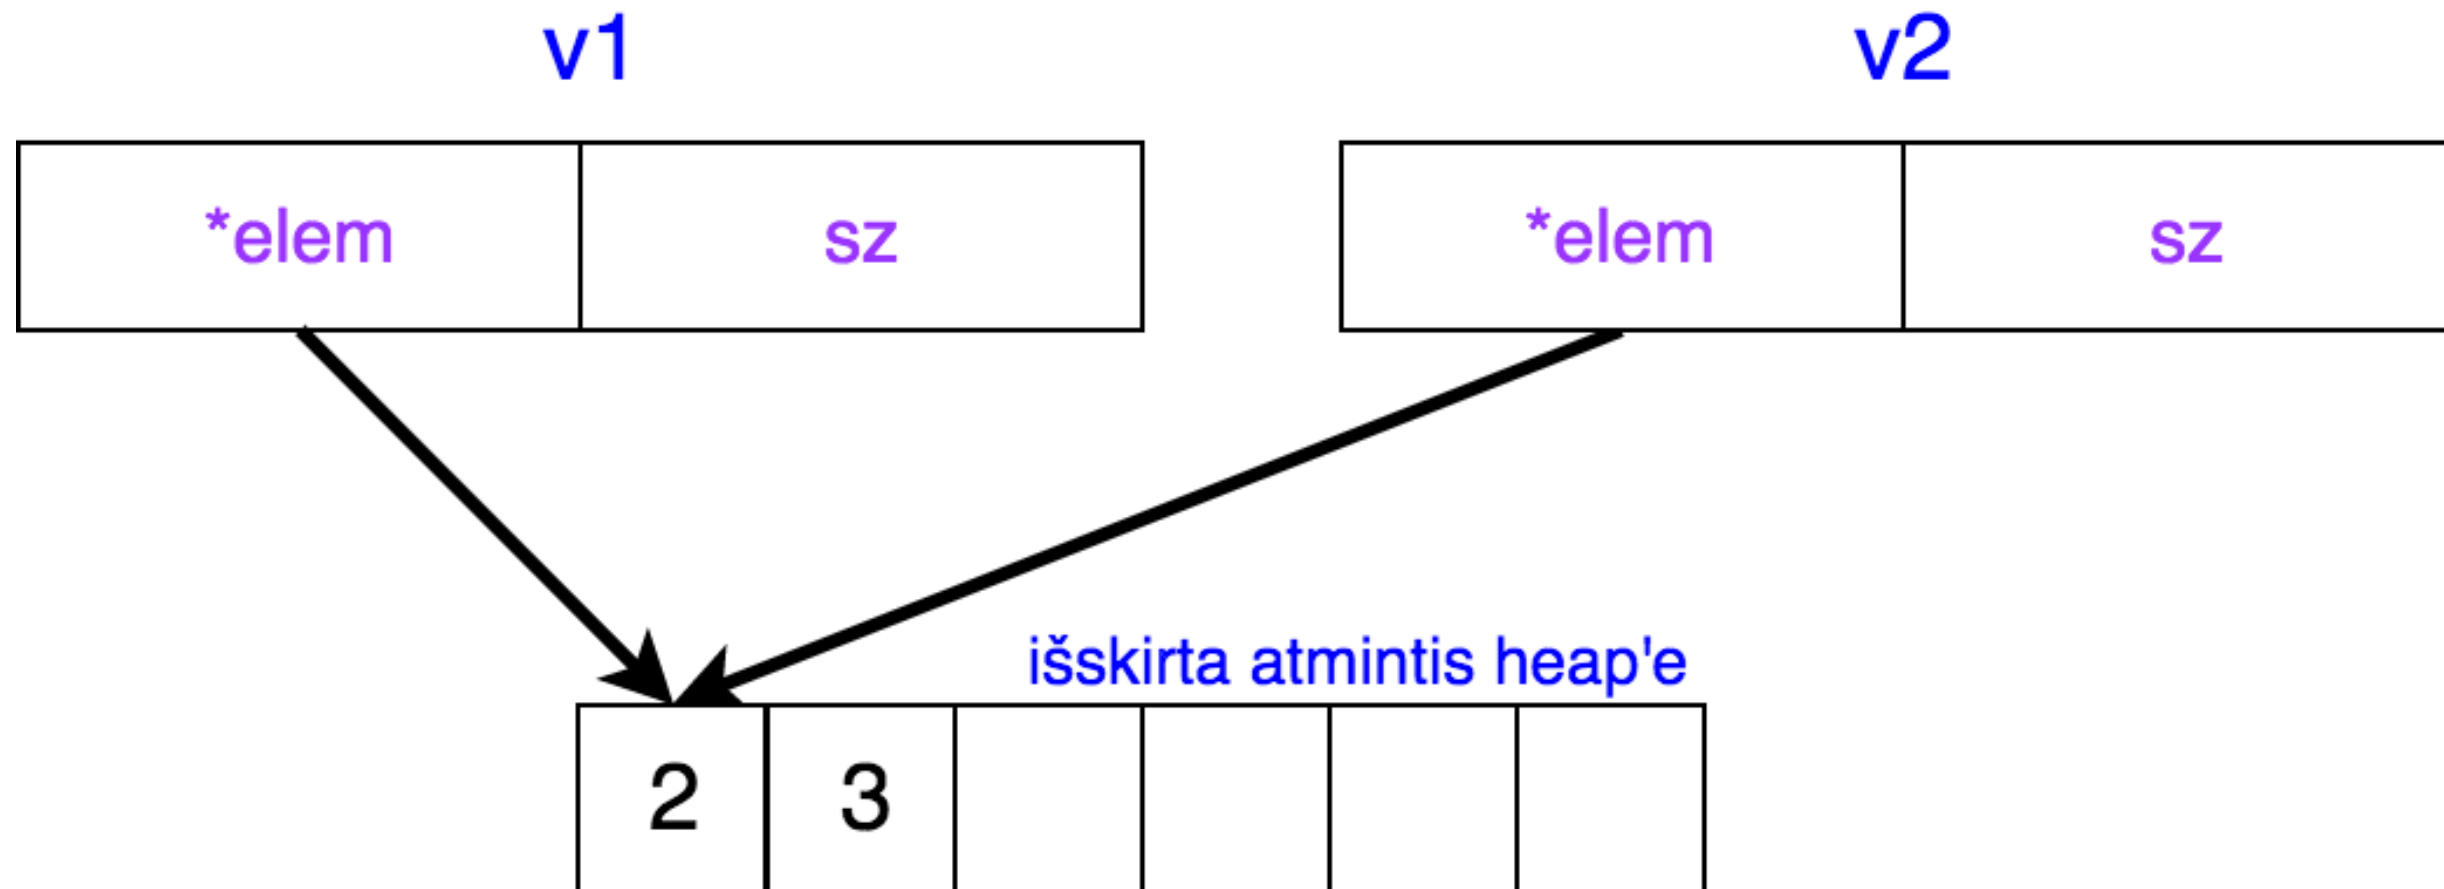 v1 v2
*elem sz *elem sz
išskirta atmintis heap'e
2 3